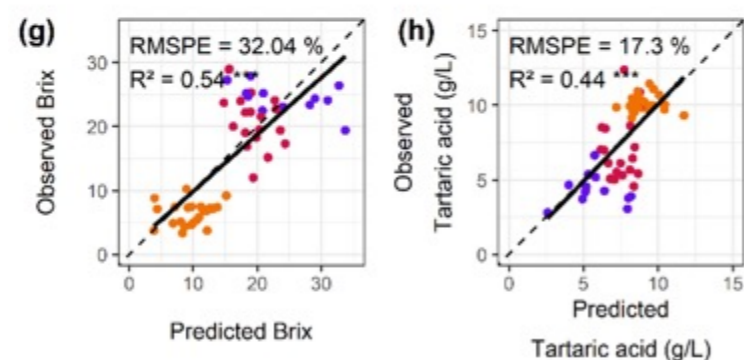 (g)
RMSPE = 32.04 %
R² = 0.54 ***
30
20
10
0
Observed Brix
0
10
20
30
Predicted Brix
(h)
RMSPE = 17.3 %
R² = 0.44 ***
15
10
5
0
Observed
Tartaric acid (g/L)
0
5
10
15
Predicted
Tartaric acid (g/L)